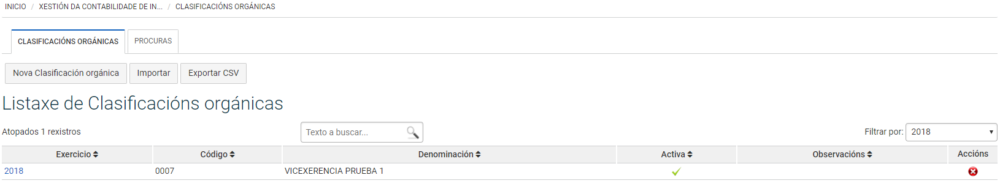 INICIO / XESTIÓN DA CONTABILIDADE DE IN... / CLASIFICACIÓNS ORGÁNICAS
CLASIFICACIÓNS ORGÁNICAS PROCURAS
Nova Clasificación orgánica Importar Exportar CSV
Listaxe de Clasificacións orgánicas
Atopados 1 rexistros Texto a buscar... Filtrar por: 2018
Exercicio Código Denominación Activa Observacións Accións
2018 0007 VICEXERENCIA PRUEBA 1